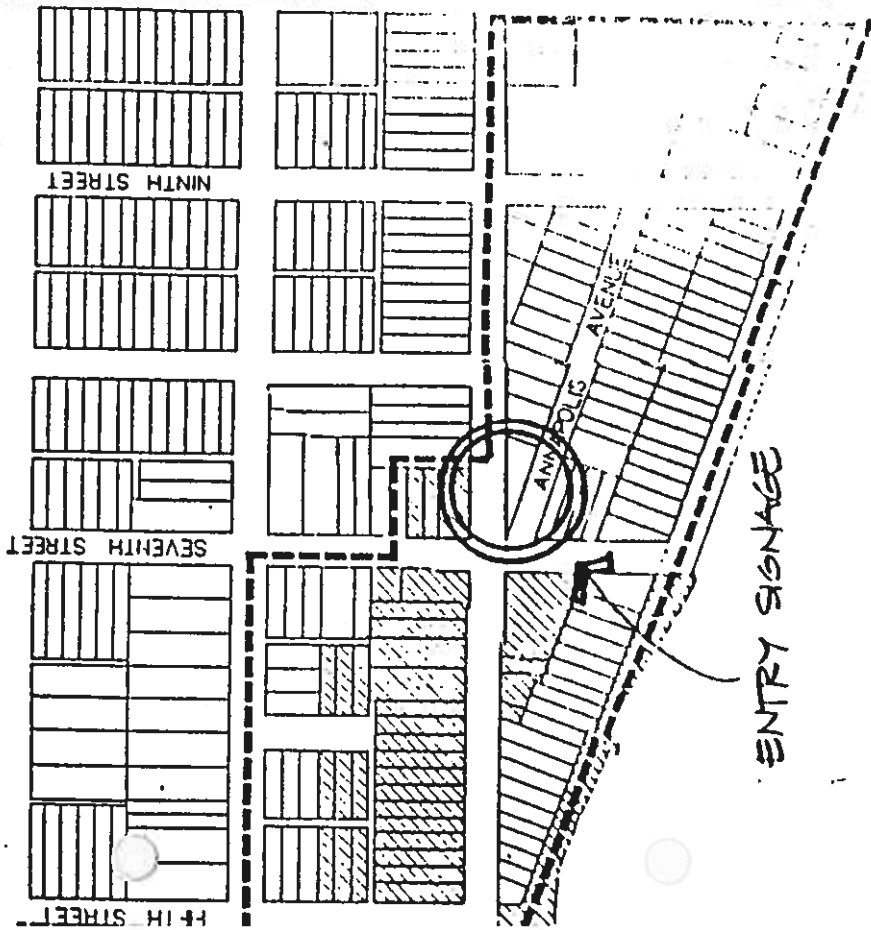 NINTH STREET
ANNAPOLIS AVENUE
SEVENTH STREET
ENTRY SIGNAGE
FIFTH STREET